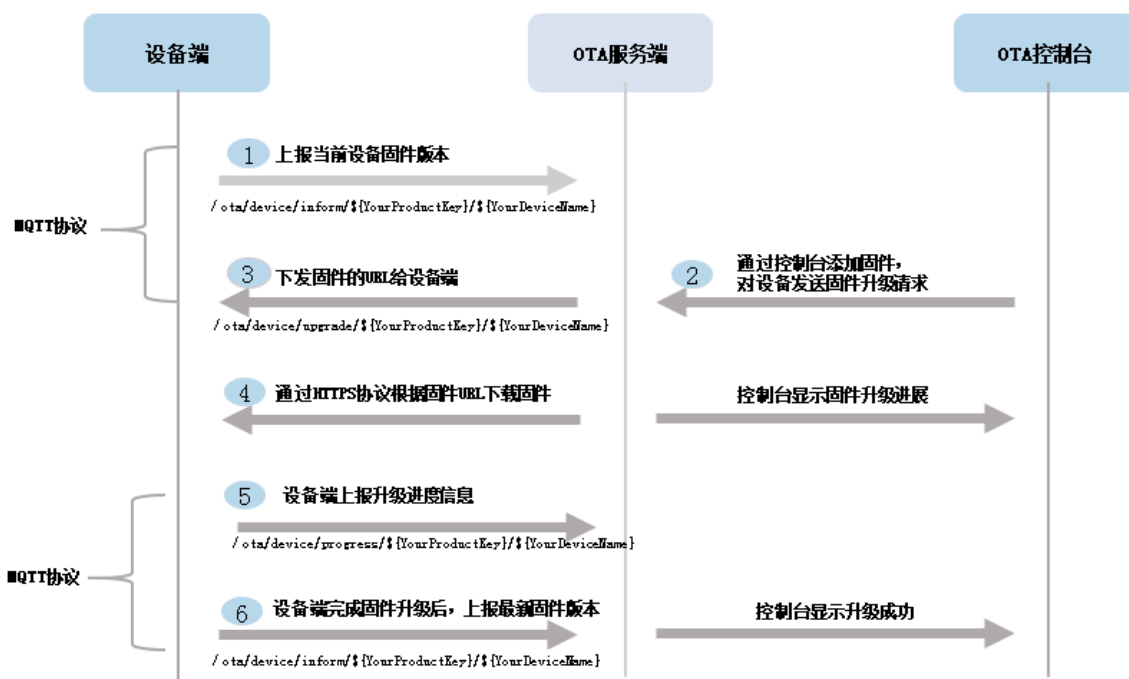 设备端
OTA服务端
OTA控制台
1 上报当前设备固件版本
/ota/device/inform/${YourProductKey}/${YourDeviceName}
MQTT协议
3 下发固件的URL给设备端
2 通过控制台添加固件，
对设备发送固件升级请求
/ota/device/upgrade/${YourProductKey}/${YourDeviceName}
4 通过HTTPS协议根据固件URL下载固件
控制台显示固件升级进展
5 设备端上报升级进度信息
/ota/device/progress/${YourProductKey}/${YourDeviceName}
MQTT协议
6 设备端完成固件升级后，上报最新固件版本
控制台显示升级成功
/ota/device/inform/${YourProductKey}/${YourDeviceName}